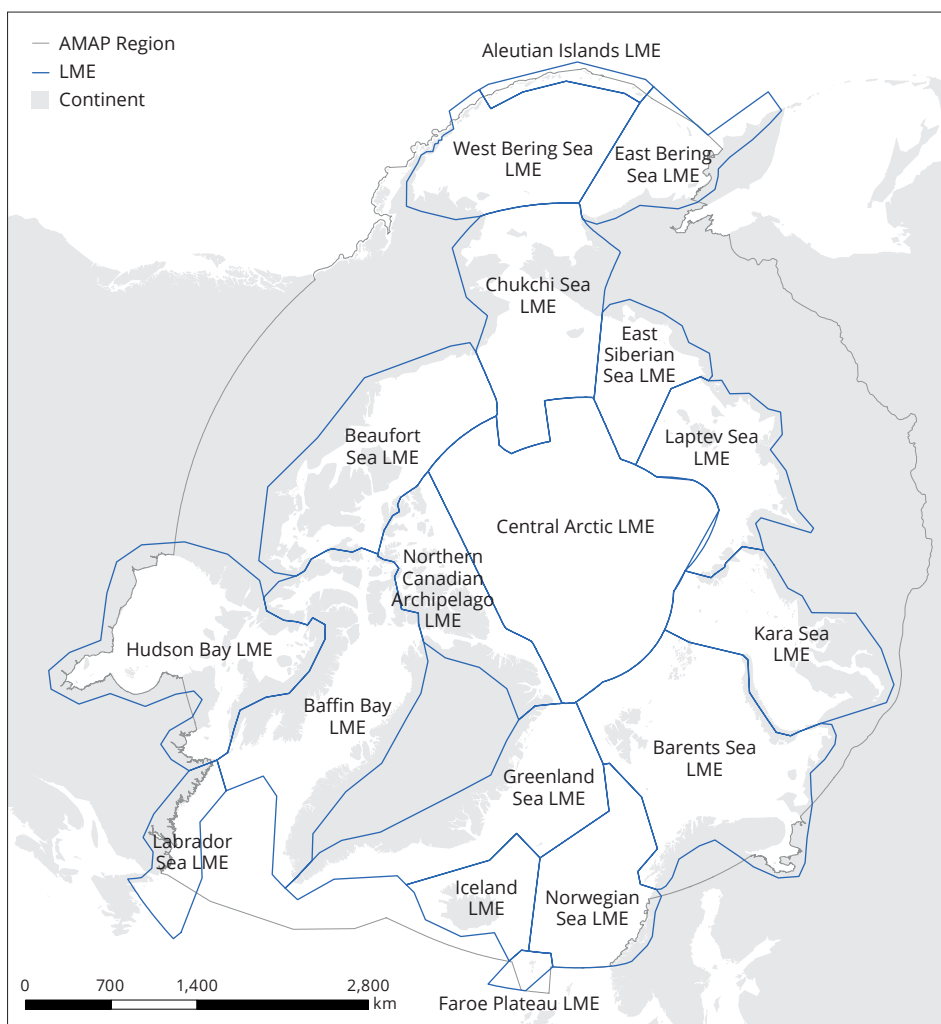 AMAP Region
LME
Continent
Aleutian Islands LME
West Bering Sea
LME
East Bering
Sea LME
Chukchi Sea
LME
East
Siberian
Sea LME
Beaufort
Sea LME
Laptev Sea
LME
Central Arctic LME
Northern
Canadian
Archipelago
LME
Hudson Bay LME
Kara Sea
LME
Baffin Bay
LME
Barents Sea
LME
Greenland
Sea LME
Labrador
Sea LME
Iceland
LME
Norwegian
Sea LME
Faroe Plateau LME
0 700 1,400 2,800
km